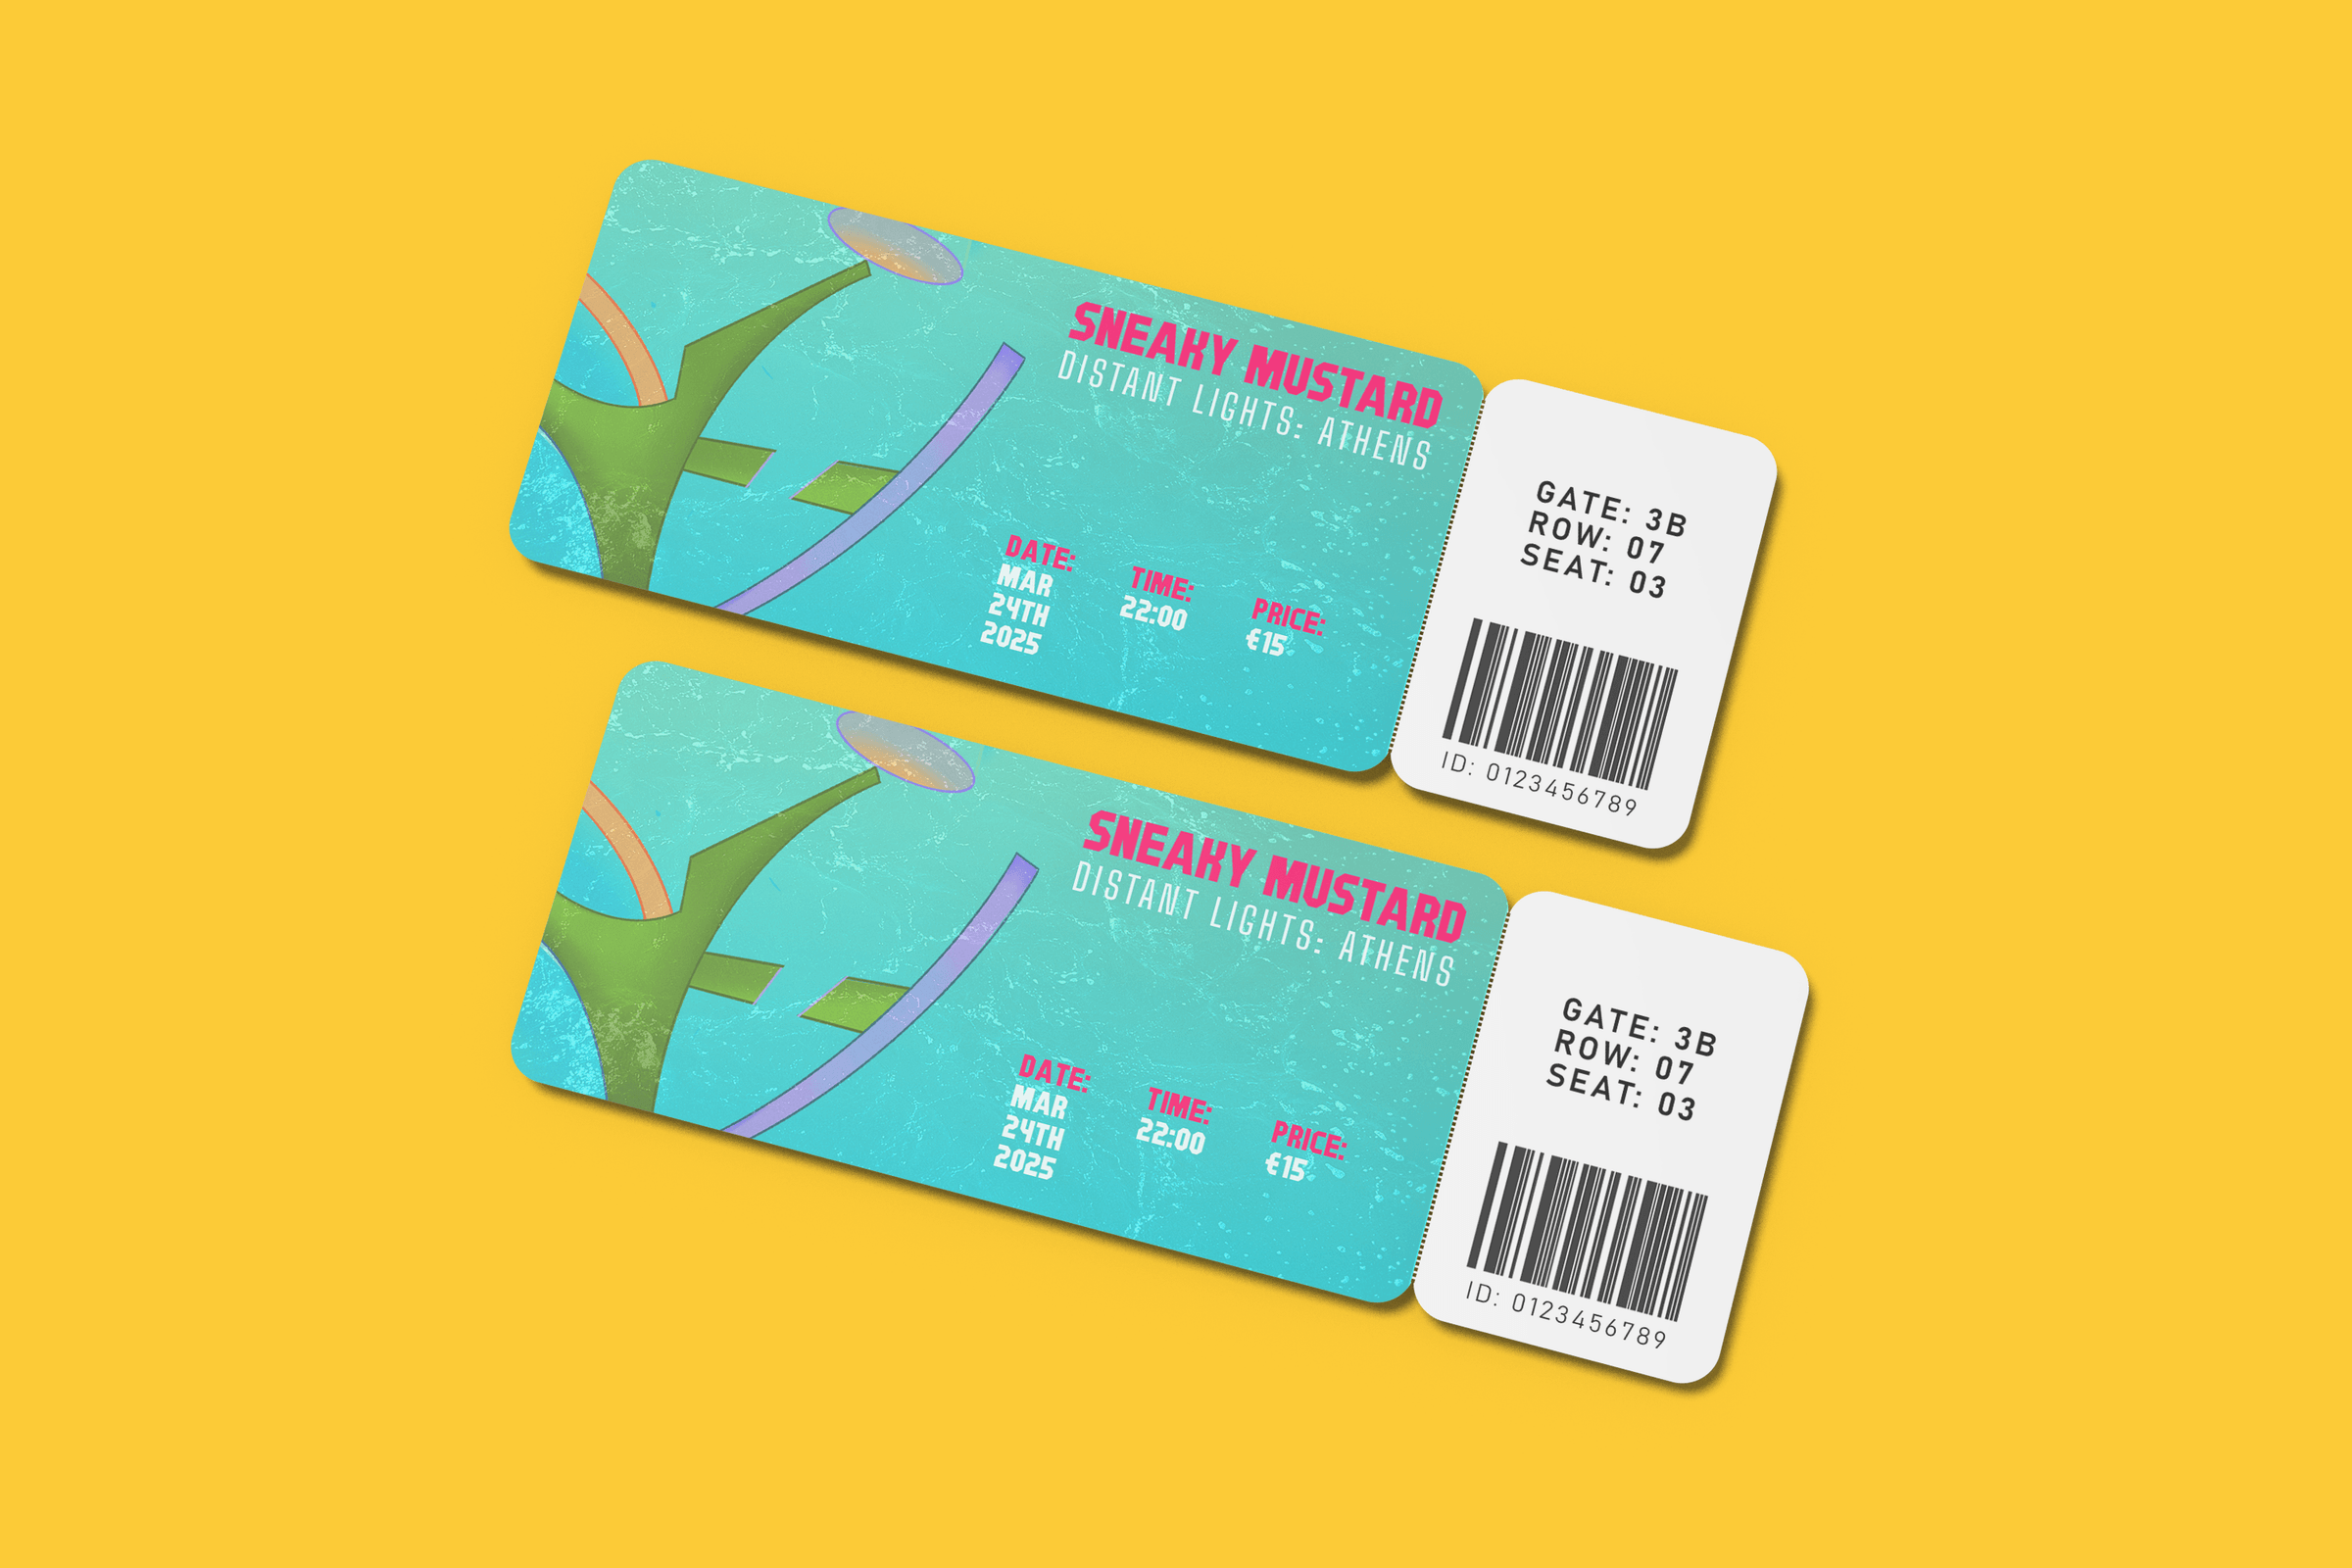 SNEAKY MUSTARD
DISTANT LIGHTS: ATHENS
DATE:
MAR
24TH
2025
TIME:
22:00
PRICE:
€15
GATE: 3B
ROW: 07
SEAT: 03
ID: 0123456789
SNEAKY MUSTARD
DISTANT LIGHTS: ATHENS
DATE:
MAR
24TH
2025
TIME:
22:00
PRICE:
€15
GATE: 3B
ROW: 07
SEAT: 03
ID: 0123456789